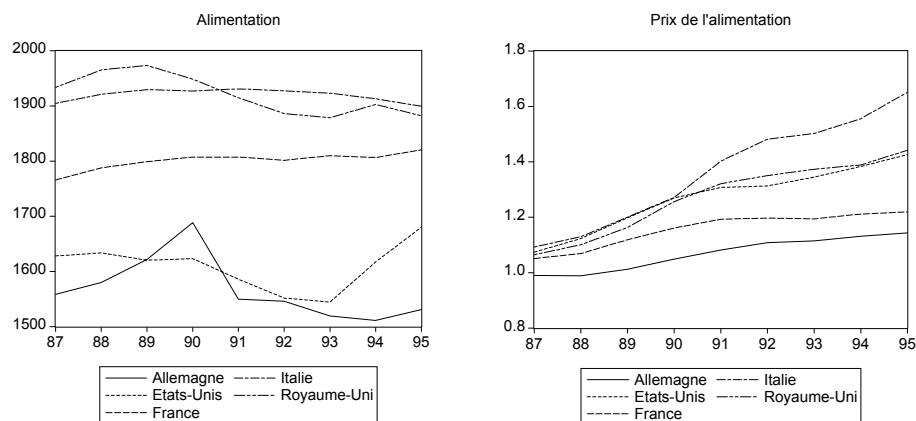 Alimentation
2000
1900
1800
1700
1600
1500
87 88 89 90 91 92 93 94 95
Allemagne Italie
Etats-Unis Royaume-Uni
France
Prix de l'alimentation
1.8
1.6
1.4
1.2
1.0
0.8
87 88 89 90 91 92 93 94 95
Allemagne Italie
Etats-Unis Royaume-Uni
France